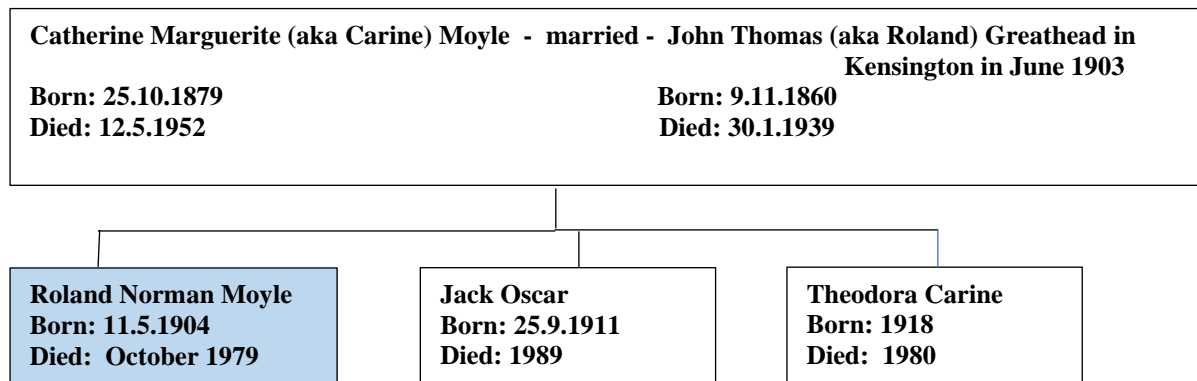 Catherine Marguerite (aka Carine) Moyle - married - John Thomas (aka Roland) Greathead in
Kensington in June 1903
Born: 25.10.1879 Born: 9.11.1860
Died: 12.5.1952 Died: 30.1.1939
Roland Norman Moyle
Born: 11.5.1904
Died: October 1979
Jack Oscar
Born: 25.9.1911
Died: 1989
Theodora Carine
Born: 1918
Died: 1980